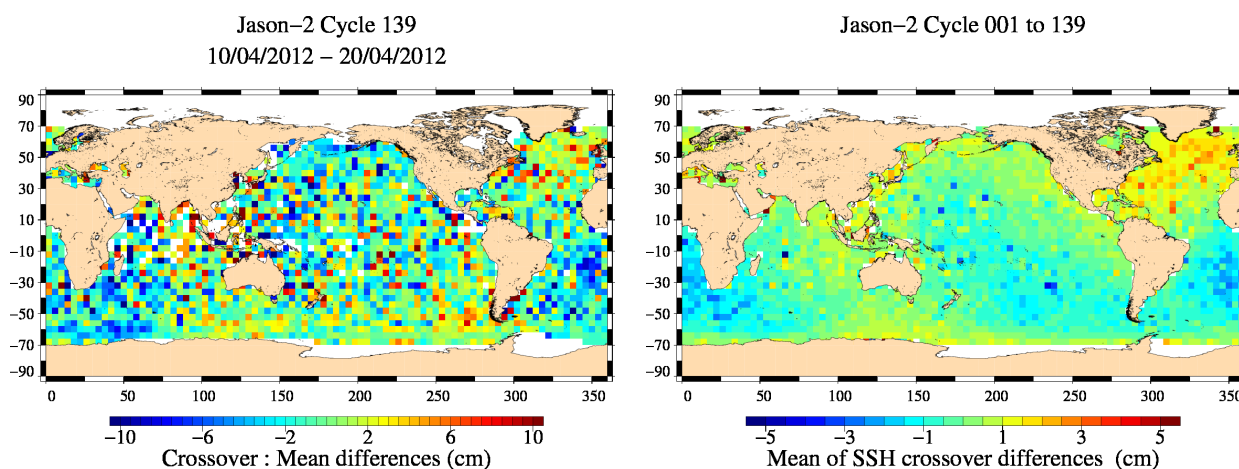 Jason−2 Cycle 139
10/04/2012 − 20/04/2012
90
70
50
30
10
−10
−30
−50
−70
−90
0 50 100 150 200 250 300 350
−10 −6 −2 2 6 10
Crossover : Mean differences (cm)
Jason−2 Cycle 001 to 139
90
70
50
30
10
−10
−30
−50
−70
−90
0 50 100 150 200 250 300 350
−5 −3 −1 1 3 5
Mean of SSH crossover differences (cm)